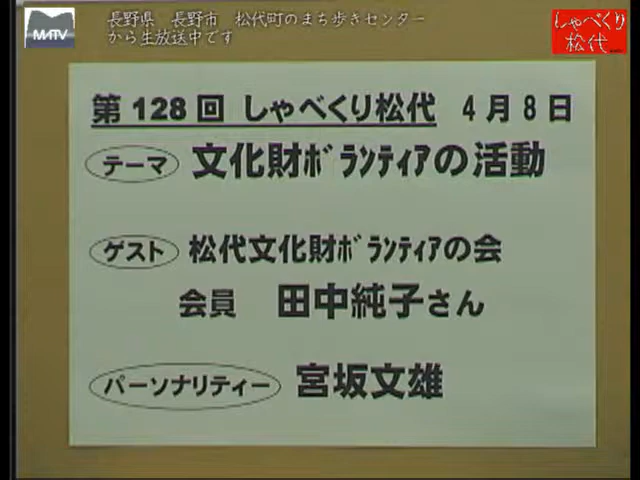 長野県 長野市 松代町のまち歩きセンター
から生放送中です
MATV
しゃべくり
松代
第128回 しゃべくり松代 4月8日
テーマ 文化財ﾎﾞﾗﾝﾃｨｱの活動
ゲスト 松代文化財ﾎﾞﾗﾝﾃｨｱの会
会員 田中純子さん
パーソナリティー 宮坂文雄